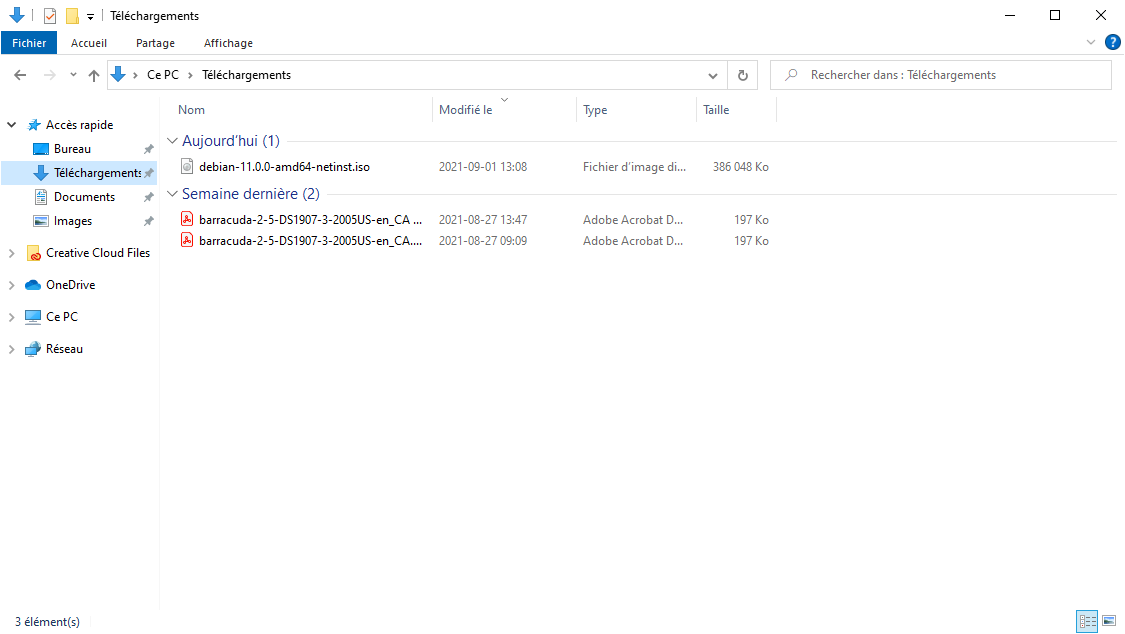 Téléchargements
Fichier Accueil Partage Affichage
Ce PC Téléchargements Rechercher dans : Téléchargements
Accès rapide
Bureau
Téléchargements
Documents
Images
Creative Cloud Files
OneDrive
Ce PC
Réseau
Nom Modifié le Type Taille
Aujourd'hui (1)
debian-11.0.0-amd64-netinst.iso 2021-09-01 13:08 Fichier d'image di... 386 048 Ko
Semaine dernière (2)
barracuda-2-5-DS1907-3-2005US-en_CA ... 2021-08-27 13:47 Adobe Acrobat D... 197 Ko
barracuda-2-5-DS1907-3-2005US-en_CA.... 2021-08-27 09:09 Adobe Acrobat D... 197 Ko
3 élément(s)